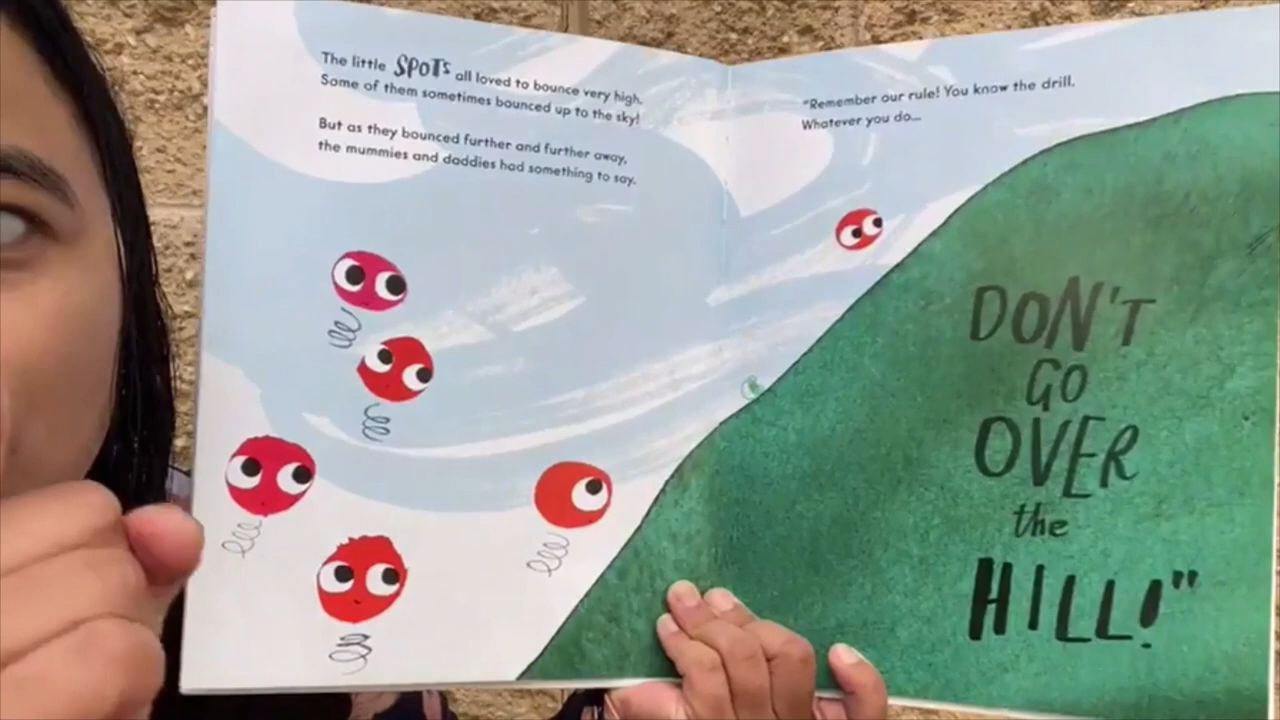 The little SPOTS all loved to bounce very high.
Some of them sometimes bounced up to the sky!
But as they bounced further and further away,
the mummies and daddies had something to say.
"Remember our rule! You know the drill.
Whatever you do...
DON'T
GO
OVER
the
HILL!"